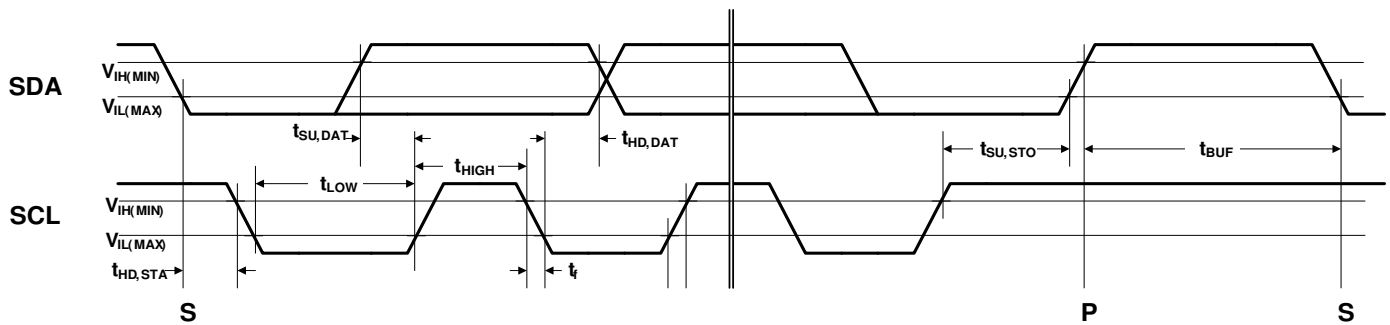 SDA
VIH(MIN)
VIL(MAX)
tSU,DAT
tHD,DAT
tSU,STO
tBUF
tHIGH
tLOW
SCL
VIH(MIN)
VIL(MAX)
tHD,STA
tf
S
P
S